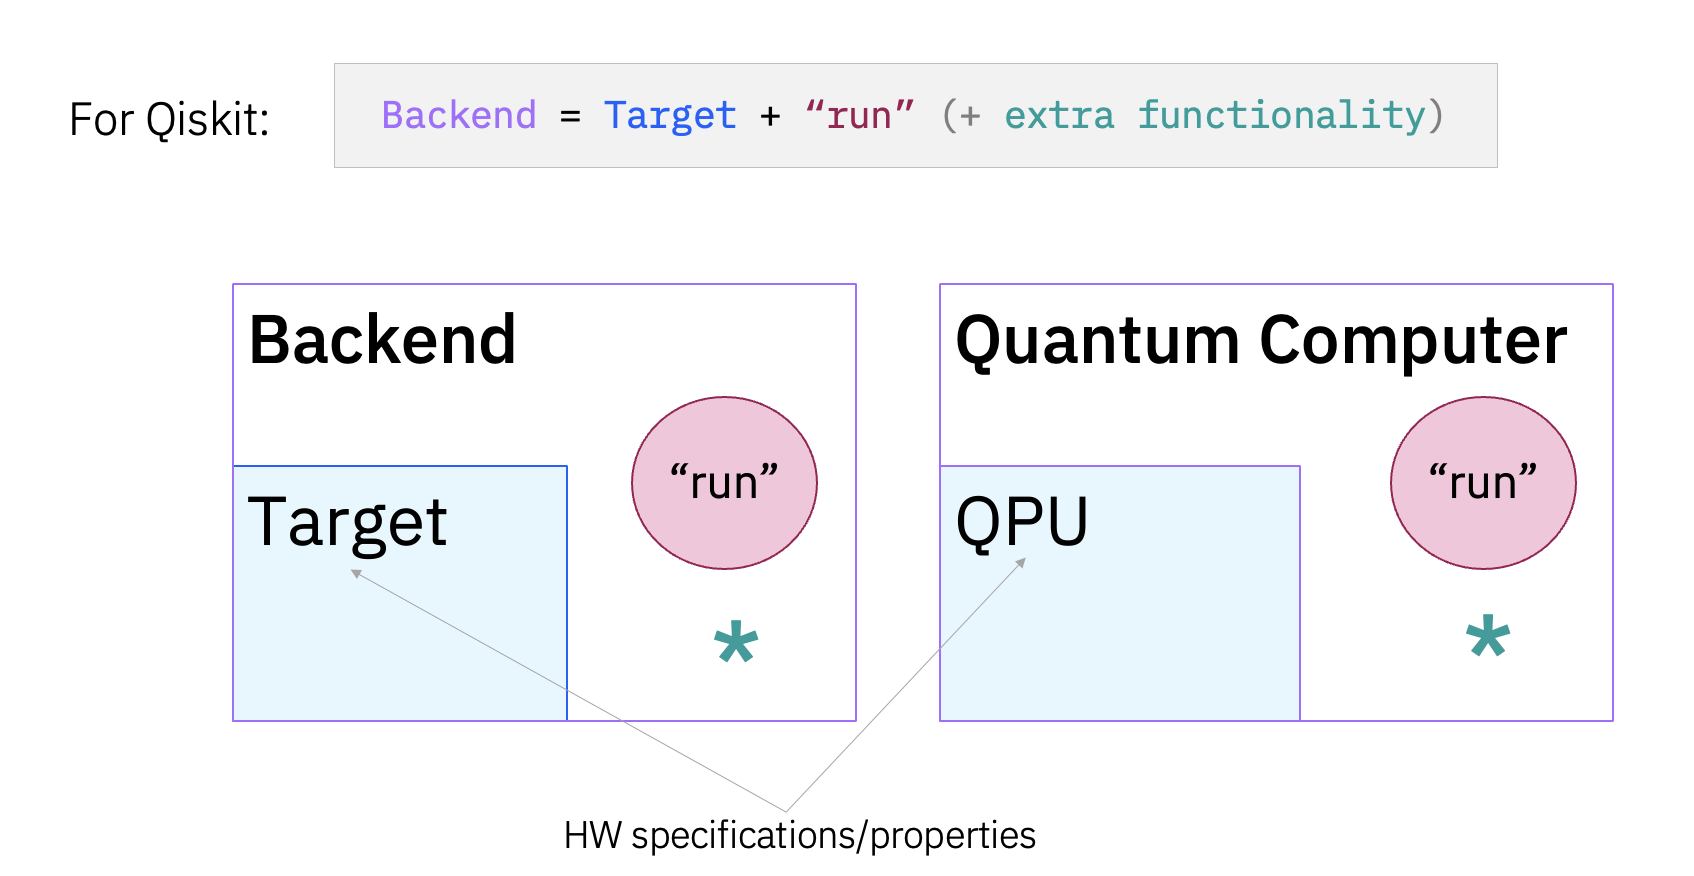 For Qiskit:
Backend = Target + “run” (+ extra functionality)
Backend
“run”
Target
*
Quantum Computer
“run”
QPU
*
HW specifications/properties